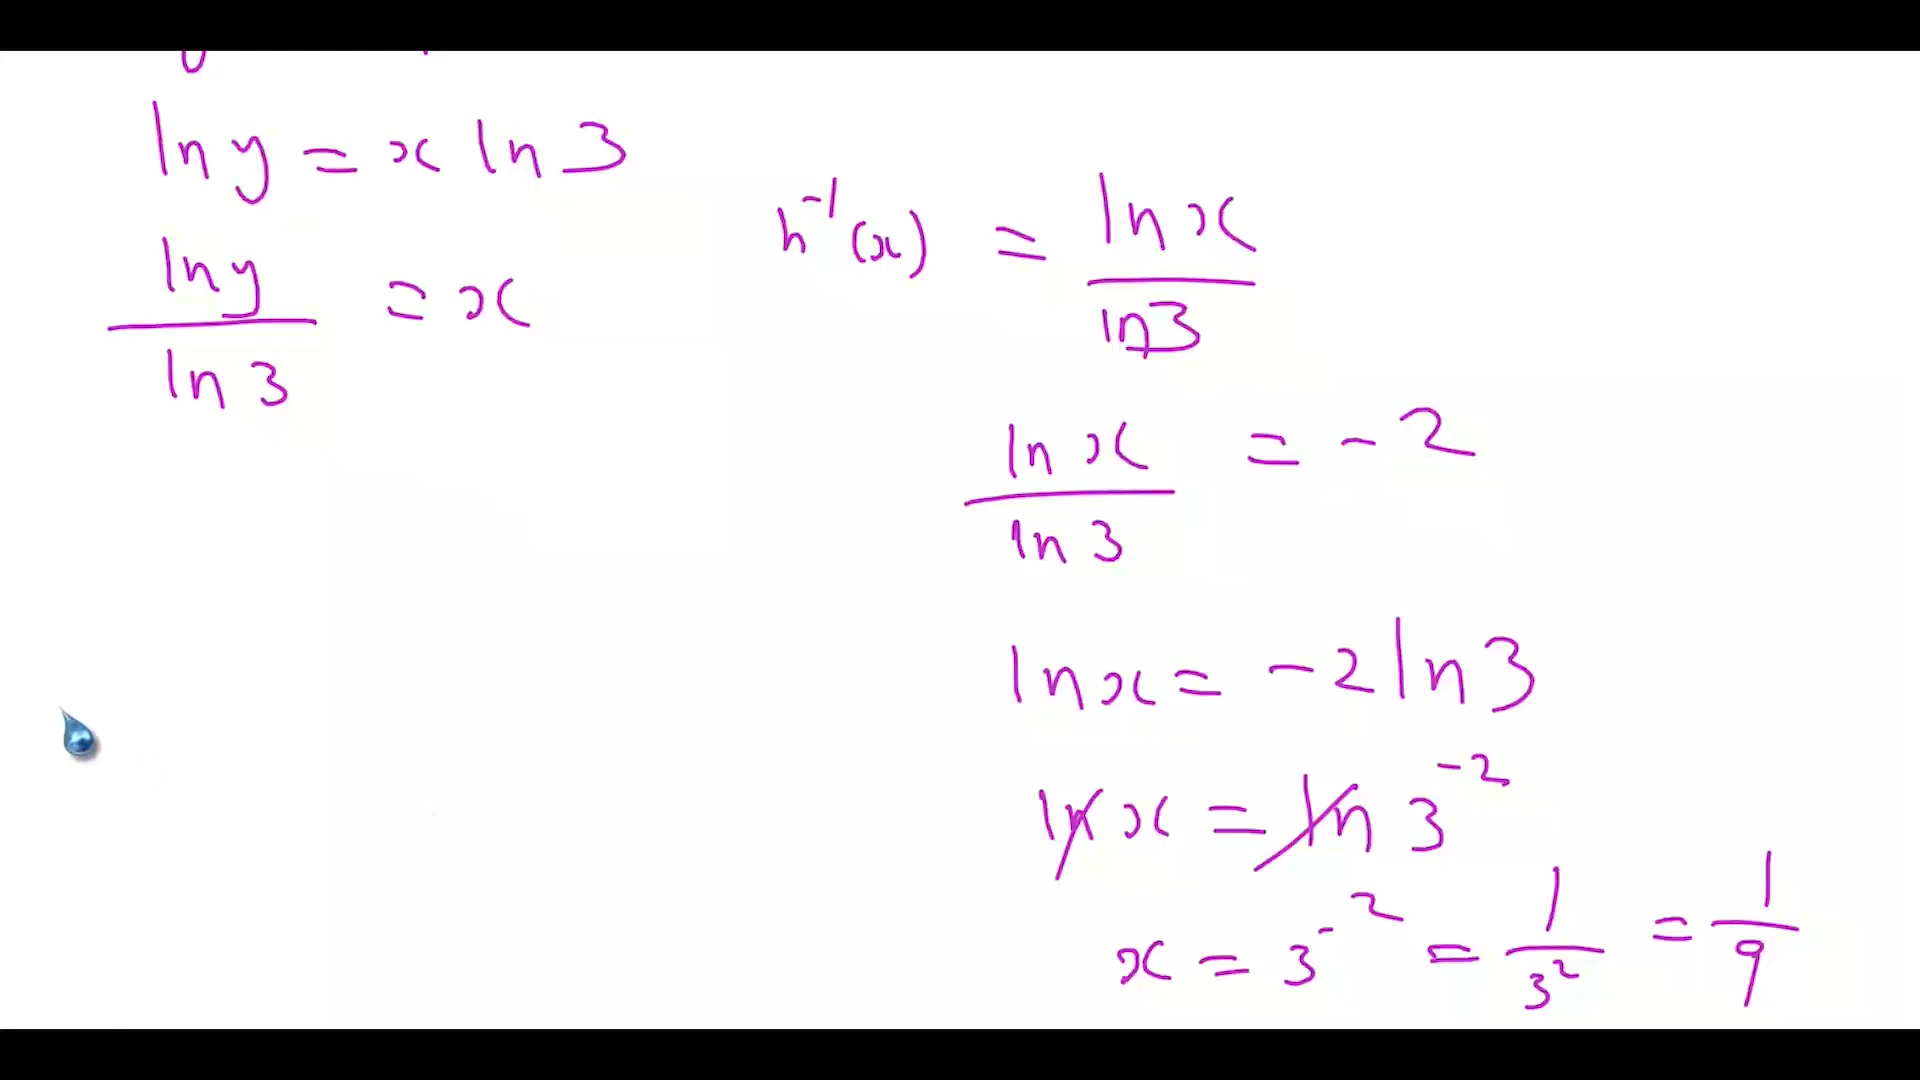 ln y = x ln 3
ln y / ln 3 = x
h⁻¹(x) = ln x / ln 3
ln x / ln 3 = -2
ln x = -2 ln 3
ln x = ln 3⁻²
x = 3⁻² = 1/3² = 1/9